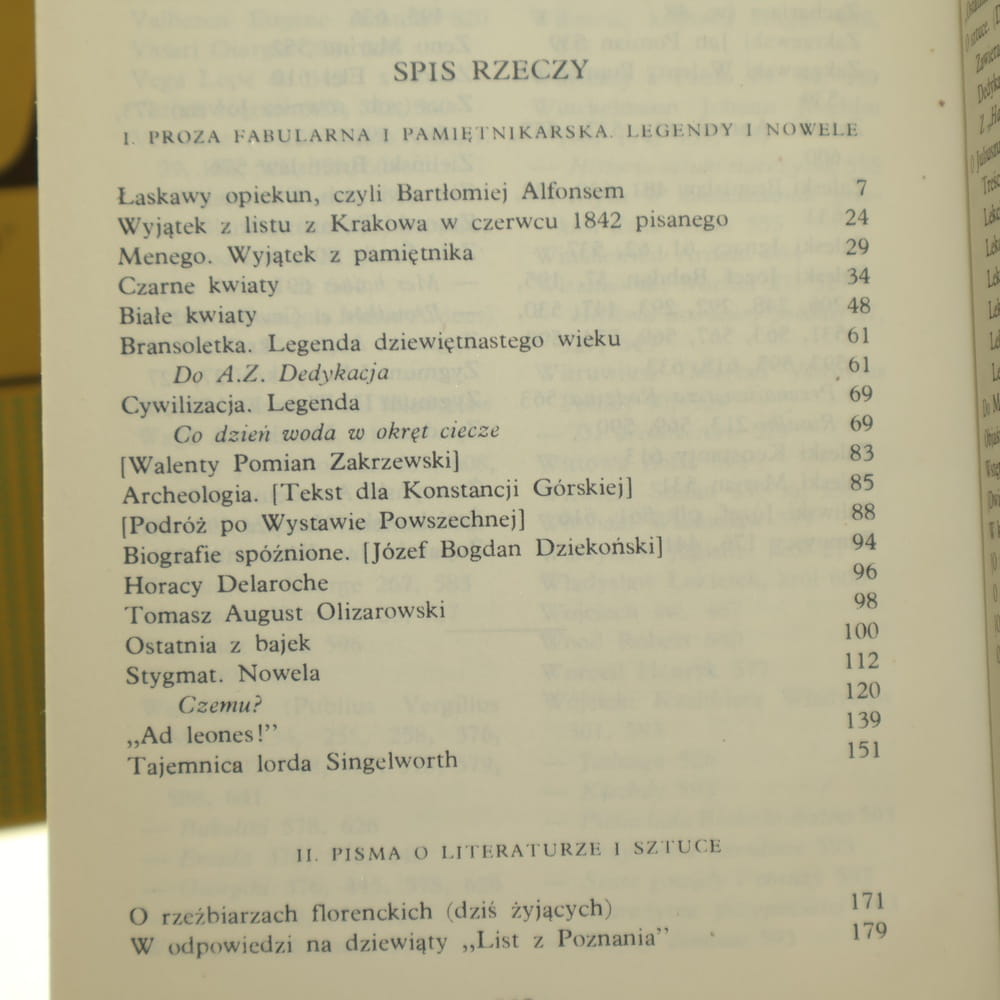 SPIS RZECZY
I. PROZA FABULARNA I PAMIĘTNIKARSKA. LEGENDY I NOWELE
Łaskawy opiekun, czyli Bartłomiej Alfonsem 7
Wyjątek z listu z Krakowa w czerwcu 1842 pisanego 24
Menego. Wyjątek z pamiętnika 29
Czarne kwiaty 34
Białe kwiaty 48
Bransoletka. Legenda dziewiętnastego wieku 61
Do A.Z. Dedykacja 61
Cywilizacja. Legenda 69
Co dzień woda w okręt ciecze 69
[Walenty Pomian Zakrzewski] 83
Archeologia. [Tekst dla Konstancji Górskiej] 85
[Podróż po Wystawie Powszechnej] 88
Biografie spóźnione. [Józef Bogdan Dziekoński] 94
Horacy Delaroche 96
Tomasz August Olizarowski 98
Ostatnia z bajek 100
Stygmat. Nowela 112
Czemu? 120
„Ad leones!” 139
Tajemnica lorda Singelworth 151
II. PISMA O LITERATURZE I SZTUCE
O rzeźbiarzach florenckich (dziś żyjących) 171
W odpowiedzi na dziewiąty „List z Poznania” 179